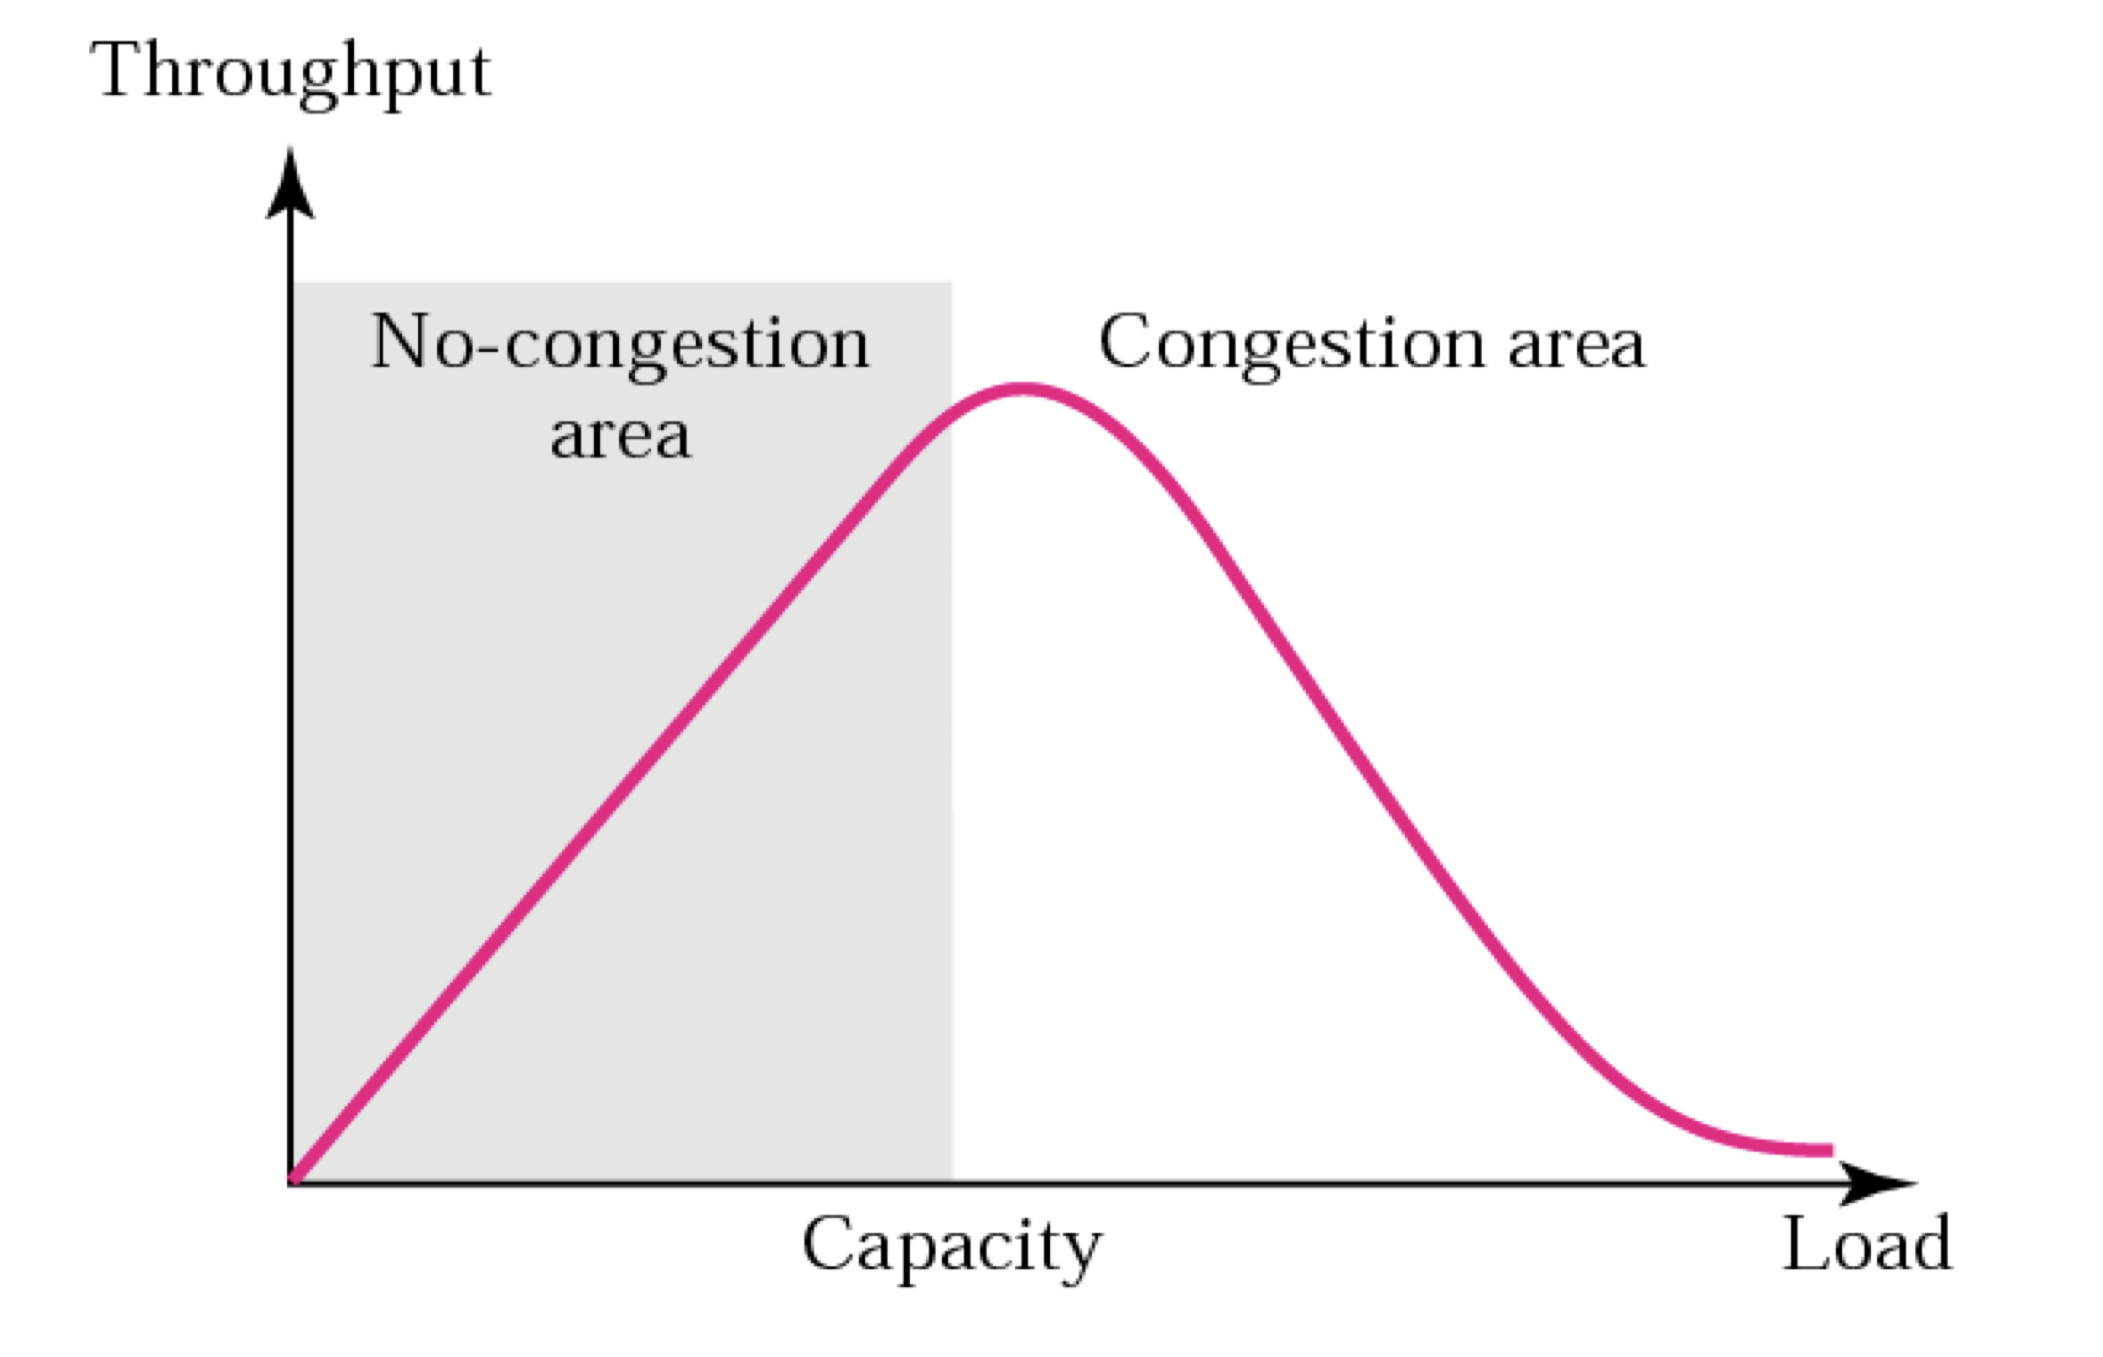 Throughput
No-congestion
area
Congestion area
Capacity
Load